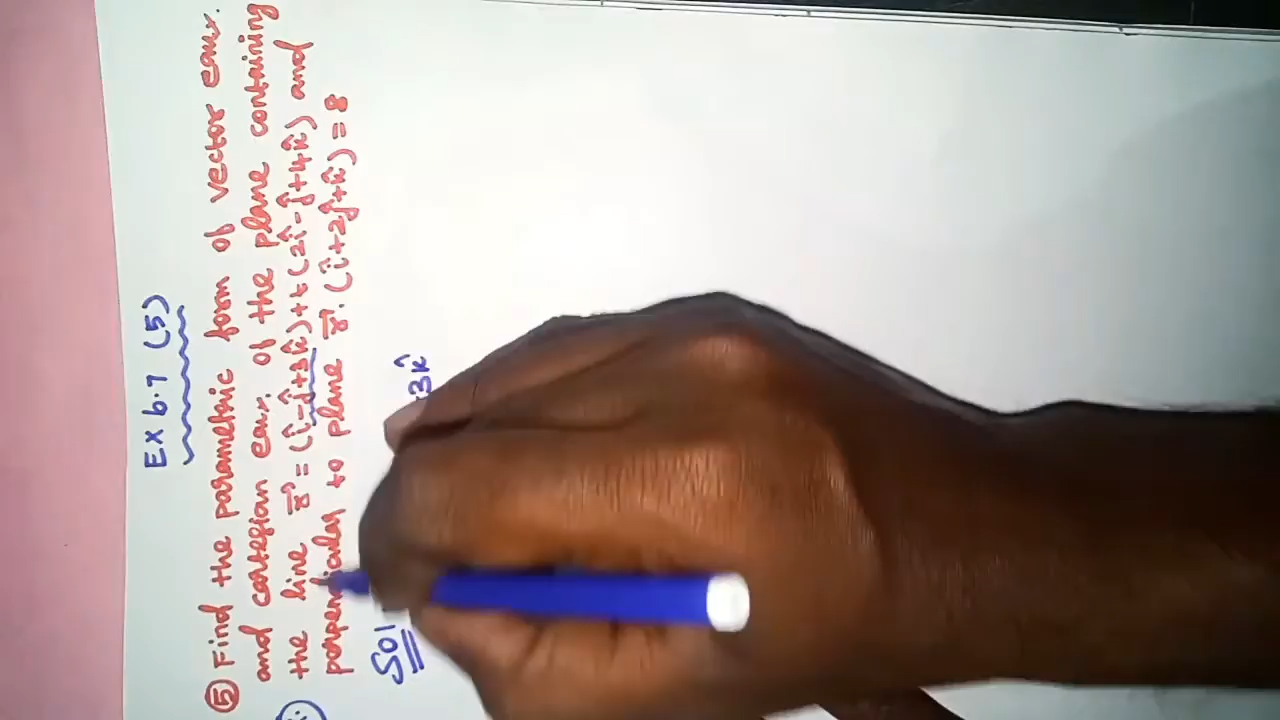 EX 6.7 (5)
⑤ Find the parametric form of vector eqn.
and cartesian eqn. of the plane containing
the line r⃗ = (î-ĵ+3k̂)+t(2î-ĵ+4k̂) and
perpendicular to plane r⃗.(î+2ĵ+k̂)=8
Sol
3k̂